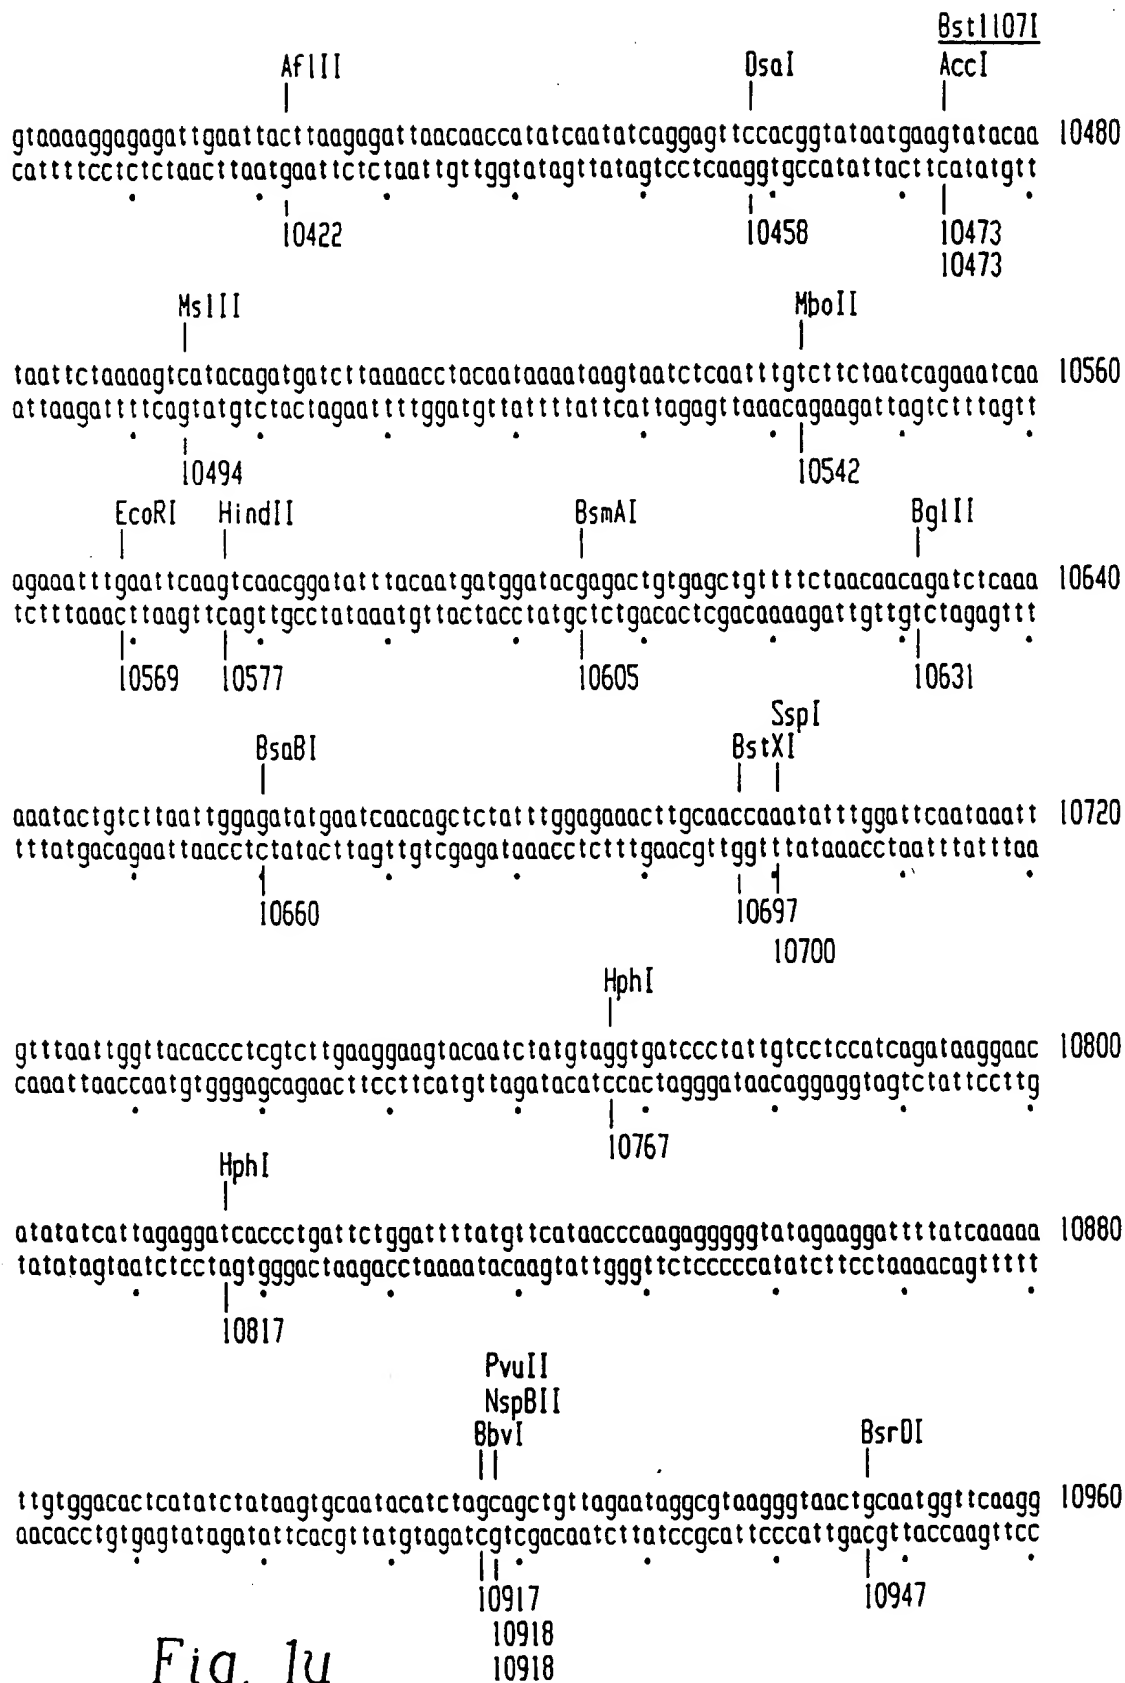 Bst1107I
AflII DsaI AccI
gtaaaaggagagattgaattacttaagagattaacaaccatatcaatatcaggagttccacggtataatgaagtatacaa 10480
cattttcctctctaacttaatgaattctctaattgttggtatagttatagtcctcaaggtgccatattacttcatatgtt
10422 10458 10473
10473
MslII MboII
taattctaaaagtcatacagatgatcttaaaacctacaataaaataagtaatctcaatttgtcttctaatcagaaatcaa 10560
attaagattttcagtatgtctactagaattttggatgttattttattcattagagttaaacagaagattagtctttagtt
10494 10542
EcoRI HindII BsmAI BglII
agaaatttgaattcaagtcaacggatatttacaatgatggatacgagactgtgagctgttttctaacaacagatctcaaa 10640
tctttaaacttaagttcagttgcctataaatgttactacctatgctctgacactcgacaaaagattgttgtctagagttt
10569 10577 10605 10631
SspI
BsaBI BstXI
aaatactgtcttaattggagatatgaatcaacagctctatttggagaaacttgcaaccaaatatttggattcaataaatt 10720
tttatgacagaattaacctctatacttagttgtcgagataaacctctttgaacgttggtttataaacctaatttatttaa
10660 10697
10700
HphI
gtttaattggttacaccctcgtcttgaaggaagtacaatctatgtaggtgatccctattgtcctccatcagataaggaac 10800
caaattaaccaatgtgggagcagaacttccttcatgttagatacatccactagggataacaggaggtagtctattccttg
10767
HphI
atatatcattagaggatcaccctgattctggattttatgttcataacccaagagggggtatagaaggattttatcaaaaa 10880
tatatagtaatctcctagtgggactaagacctaaaatacaagtattgggttctcccccatatcttcctaaaacagttttt
10817
PvuII
NspBII
BbvI BsrDI
ttgtggacactcatatctataagtgcaatacatctagcagctgttagaataggcgtaagggtaactgcaatggttcaagg 10960
aacacctgtgagtatagatattcacgttatgtagatcgtcgacaatcttatccgcattcccattgacgttaccaagttcc
10917 10947
10918
10918
Fig. 1u